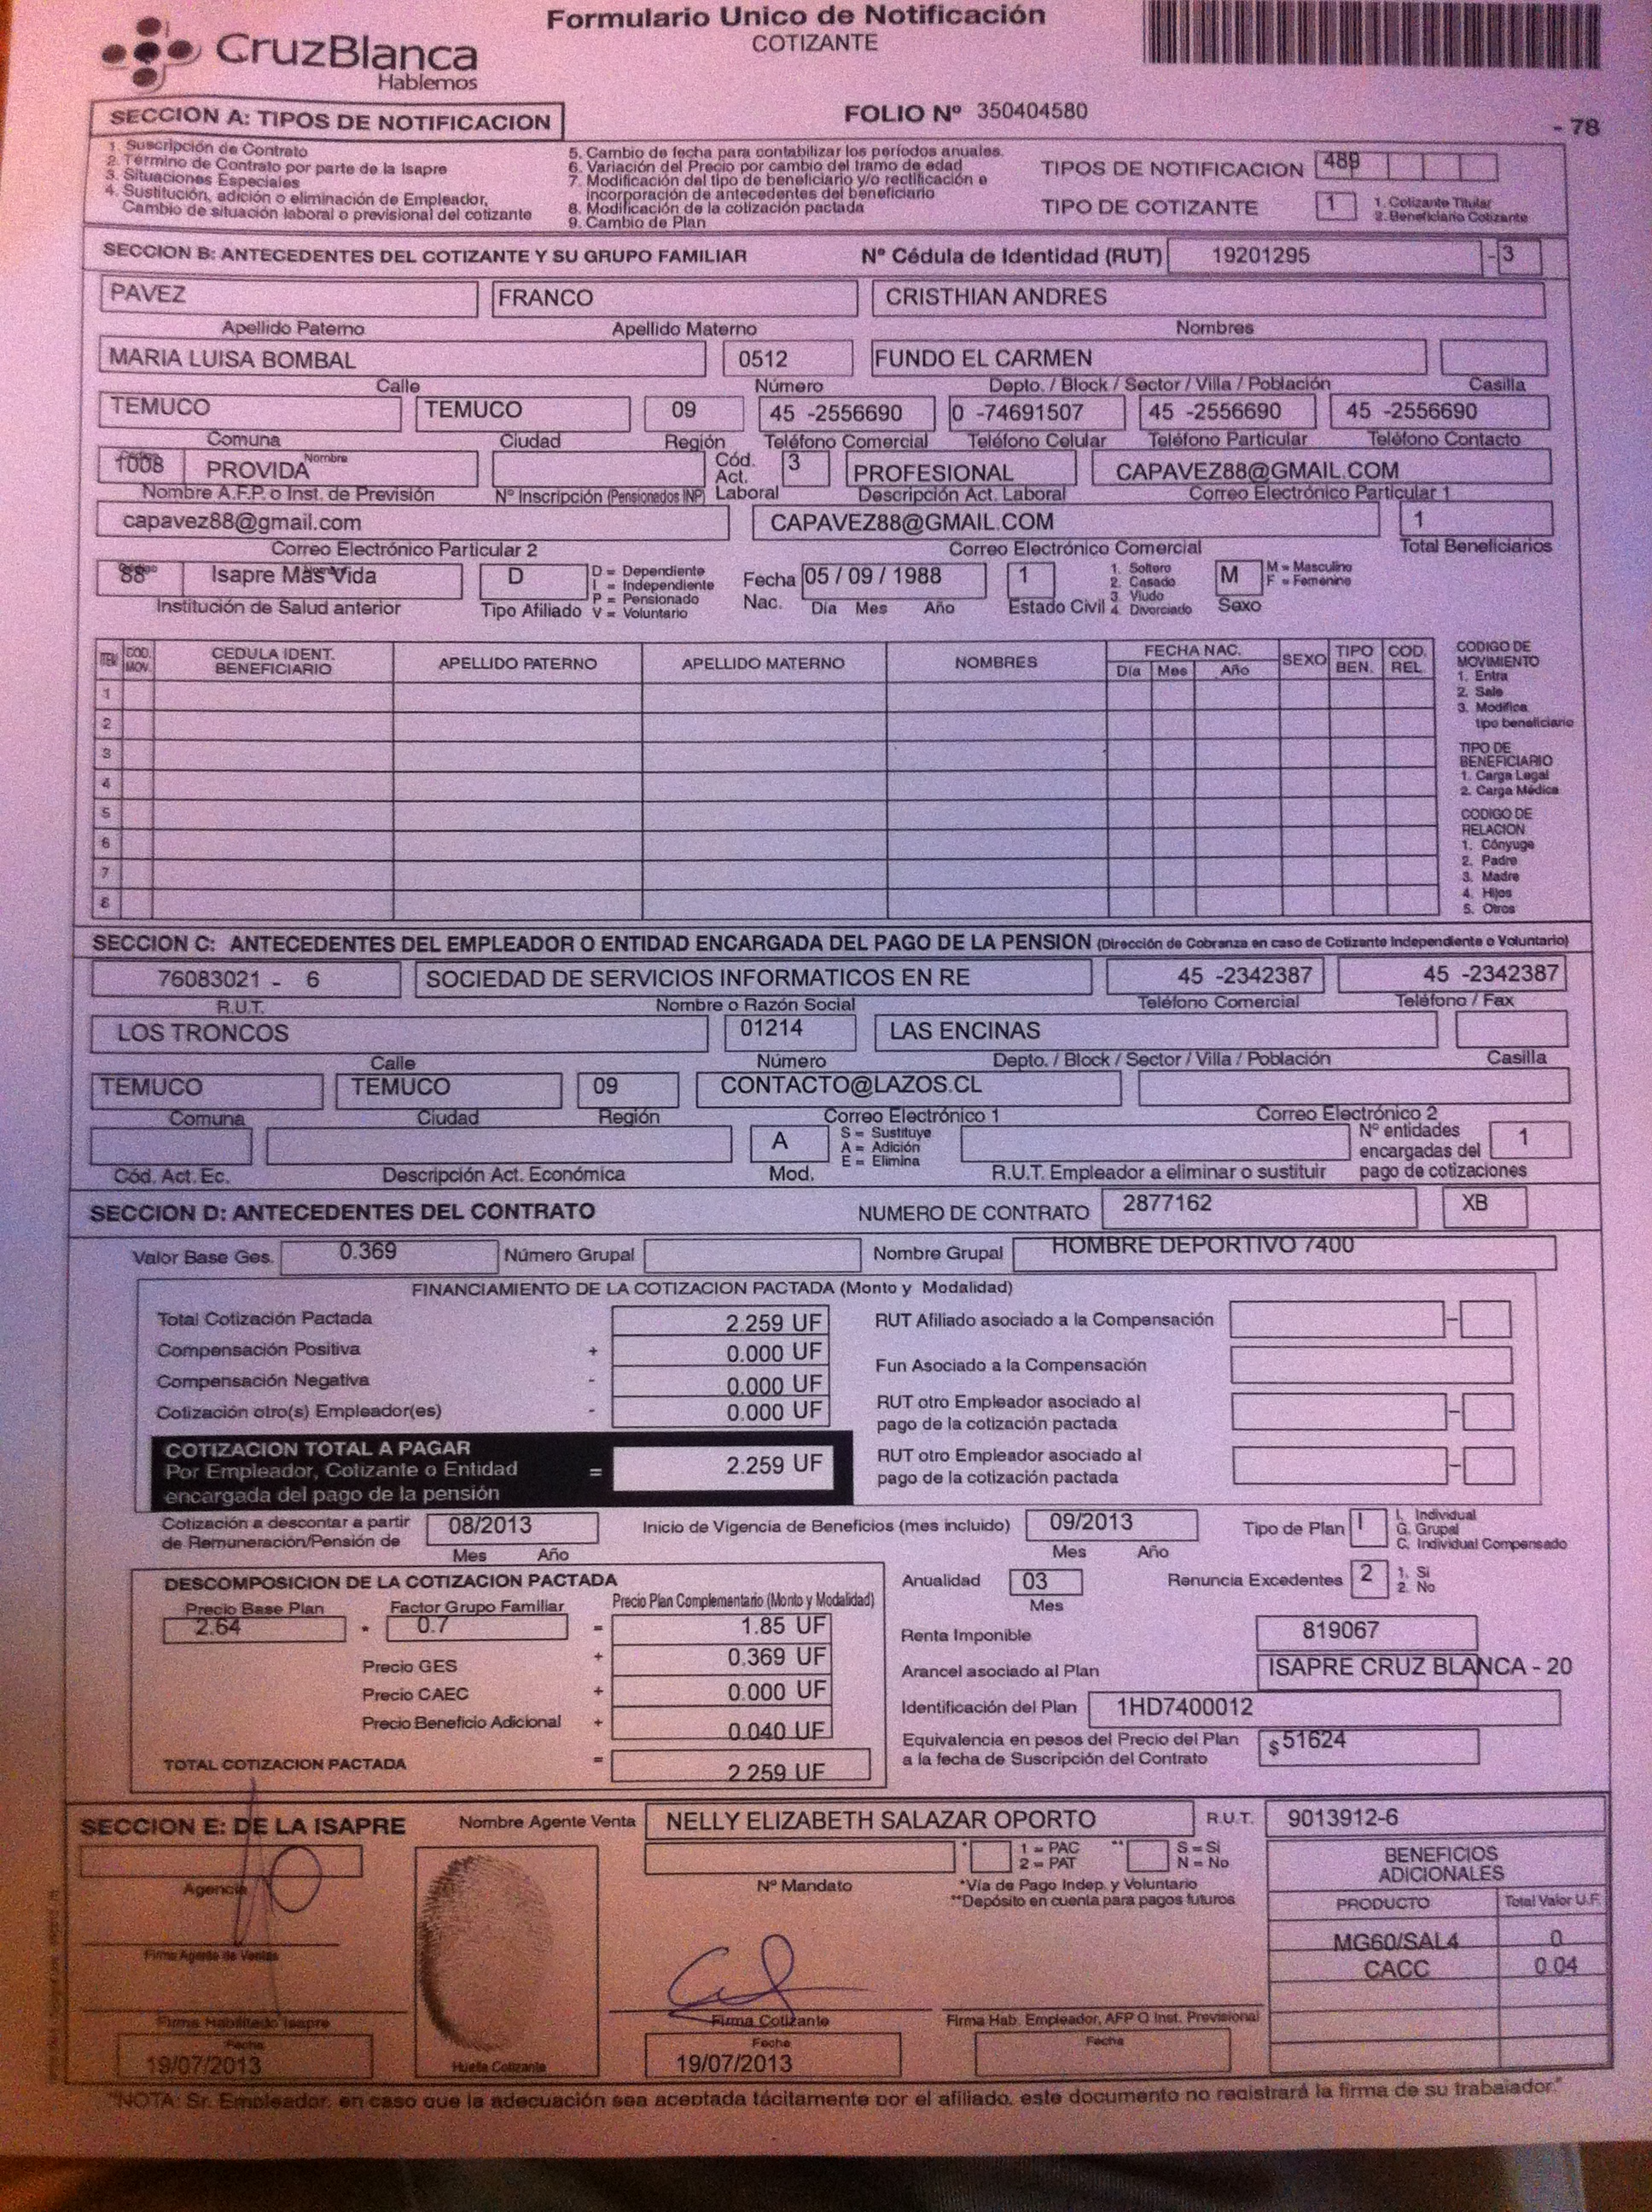 CruzBlanca
Hablemos
Formulario Unico de Notificación
COTIZANTE
FOLIO Nº 350404580
- 78
SECCION A: TIPOS DE NOTIFICACION
1. Suscripción de Contrato
2. Término de Contrato por parte de la Isapre
3. Situaciones Especiales
4. Sustitución, adición o eliminación de Empleador,
Cambio de situación laboral o previsional del cotizante
5. Cambio de fecha para contabilizar los períodos anuales.
6. Variación del Precio por cambio del tramo de edad
7. Modificación del tipo de beneficiario y/o rectificación e
incorporación de antecedentes del beneficiario
8. Modificación de la cotización pactada
9. Cambio de Plan
TIPOS DE NOTIFICACION 489
TIPO DE COTIZANTE 1
1. Cotizante Titular
2. Beneficiario Cotizante
SECCION B: ANTECEDENTES DEL COTIZANTE Y SU GRUPO FAMILIAR Nº Cédula de Identidad (RUT) 19201295 - 3
PAVEZ FRANCO CRISTHIAN ANDRES
Apellido Paterno Apellido Materno Nombres
MARIA LUISA BOMBAL 0512 FUNDO EL CARMEN
Calle Número Depto. / Block / Sector / Villa / Población Casilla
TEMUCO TEMUCO 09 45 -2556690 0 -74691507 45 -2556690 45 -2556690
Comuna Ciudad Región Teléfono Comercial Teléfono Celular Teléfono Particular Teléfono Contacto
1008 PROVIDA Nombre Cód. Act. Laboral 3 PROFESIONAL CAPAVEZ88@GMAIL.COM
Nombre A.F.P. o Inst. de Previsión Nº Inscripción (Pensionados INP) Descripción Act. Laboral Correo Electrónico Particular 1
capavez88@gmail.com CAPAVEZ88@GMAIL.COM 1
Correo Electrónico Particular 2 Correo Electrónico Comercial Total Beneficiarios
88 Isapre Mas Vida D
D = Dependiente
I = Independiente
P = Pensionado
V = Voluntario
Fecha Nac. 05 / 09 / 1988 1
1. Soltero
2. Casado
3. Viudo
4. Divorciado
M
M = Masculino
F = Femenino
Institución de Salud anterior Tipo Afiliado Día Mes Año Estado Civil Sexo
ITEM COD. MOV. CEDULA IDENT. BENEFICIARIO APELLIDO PATERNO APELLIDO MATERNO NOMBRES FECHA NAC. Día Mes Año SEXO TIPO BEN. COD. REL.
1
2
3
4
5
6
7
8
CODIGO DE
MOVIMIENTO
1. Entra
2. Sale
3. Modifica
tipo beneficiario
TIPO DE
BENEFICIARIO
1. Carga Legal
2. Carga Médica
CODIGO DE
RELACION
1. Cónyuge
2. Padre
3. Madre
4. Hijos
5. Otros
SECCION C: ANTECEDENTES DEL EMPLEADOR O ENTIDAD ENCARGADA DEL PAGO DE LA PENSION (Dirección de Cobranza en caso de Cotizante Independiente o Voluntario)
76083021 - 6 SOCIEDAD DE SERVICIOS INFORMATICOS EN RE 45 -2342387 45 -2342387
R.U.T. Nombre o Razón Social Teléfono Comercial Teléfono / Fax
LOS TRONCOS 01214 LAS ENCINAS
Calle Número Depto. / Block / Sector / Villa / Población Casilla
TEMUCO TEMUCO 09 CONTACTO@LAZOS.CL
Comuna Ciudad Región Correo Electrónico 1 Correo Electrónico 2
A
S = Sustituye
A = Adición
E = Elimina
Nº entidades
encargadas del
pago de cotizaciones
1
Cód. Act. Ec. Descripción Act. Económica Mod. R.U.T. Empleador a eliminar o sustituir
SECCION D: ANTECEDENTES DEL CONTRATO NUMERO DE CONTRATO 2877162 XB
Valor Base Ges. 0.369 Número Grupal Nombre Grupal HOMBRE DEPORTIVO 7400
FINANCIAMIENTO DE LA COTIZACION PACTADA (Monto y Modalidad)
Total Cotización Pactada 2.259 UF
Compensación Positiva + 0.000 UF
Compensación Negativa - 0.000 UF
Cotización otro(s) Empleador(es) - 0.000 UF
COTIZACION TOTAL A PAGAR
Por Empleador, Cotizante o Entidad = 2.259 UF
encargada del pago de la pensión
RUT Afiliado asociado a la Compensación -
Fun Asociado a la Compensación
RUT otro Empleador asociado al
pago de la cotización pactada -
RUT otro Empleador asociado al
pago de la cotización pactada -
Cotización a descontar a partir
de Remuneración/Pensión de
08/2013
Mes Año
Inicio de Vigencia de Beneficios (mes incluido) 09/2013
Mes Año
Tipo de Plan I
I. Individual
G. Grupal
C. Individual Compensado
DESCOMPOSICION DE LA COTIZACION PACTADA
Precio Base Plan Factor Grupo Familiar Precio Plan Complementario (Monto y Modalidad)
2.64 * 0.7 = 1.85 UF
Precio GES + 0.369 UF
Precio CAEC + 0.000 UF
Precio Beneficio Adicional + 0.040 UF
TOTAL COTIZACION PACTADA = 2.259 UF
Anualidad 03
Mes
Renuncia Excedentes 2
1. Si
2. No
Renta Imponible 819067
Arancel asociado al Plan ISAPRE CRUZ BLANCA - 20
Identificación del Plan 1HD7400012
Equivalencia en pesos del Precio del Plan
a la fecha de Suscripción del Contrato
$ 51624
SECCION E: DE LA ISAPRE Nombre Agente Venta NELLY ELIZABETH SALAZAR OPORTO R.U.T. 9013912-6
Agencia
Nº Mandato
* 1 = PAC
2 = PAT
** S = Si
N = No
*Vía de Pago Indep. y Voluntario
**Depósito en cuenta para pagos futuros
BENEFICIOS
ADICIONALES
PRODUCTO Total Valor U.F.
MG60/SAL4 0
CACC 0.04
Firma Agente de Ventas
Firma Habilitado Isapre
Fecha
19/07/2013
Huella Cotizante
Firma Cotizante
Fecha
19/07/2013
Firma Hab. Empleador, AFP O Inst. Previsional
Fecha
"NOTA: Sr. Empleador, en caso que la adecuación sea aceptada tácitamente por el afiliado, este documento no registrará la firma de su trabajador."